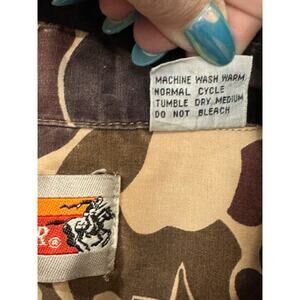 MACHINE WASH WARM
NORMAL CYCLE
TUMBLE DRY MEDIUM
DO NOT BLEACH
R.